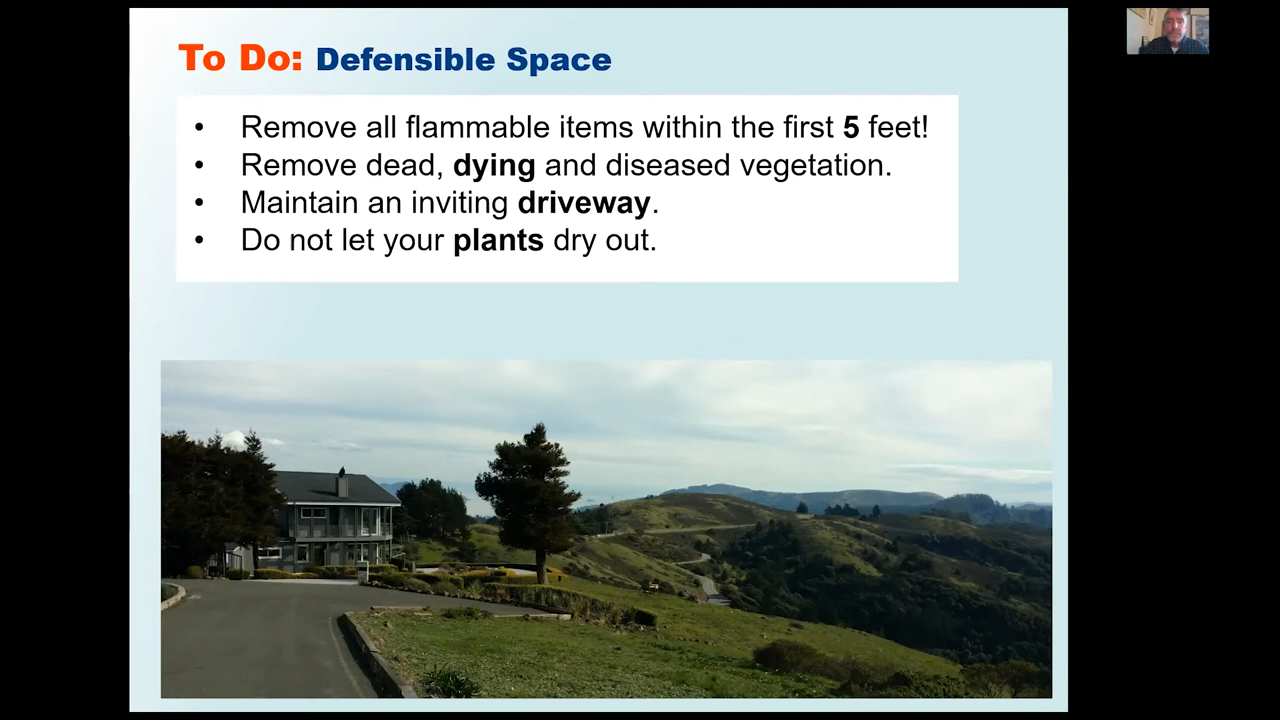 To Do: Defensible Space
• Remove all flammable items within the first 5 feet!
• Remove dead, dying and diseased vegetation.
• Maintain an inviting driveway.
• Do not let your plants dry out.